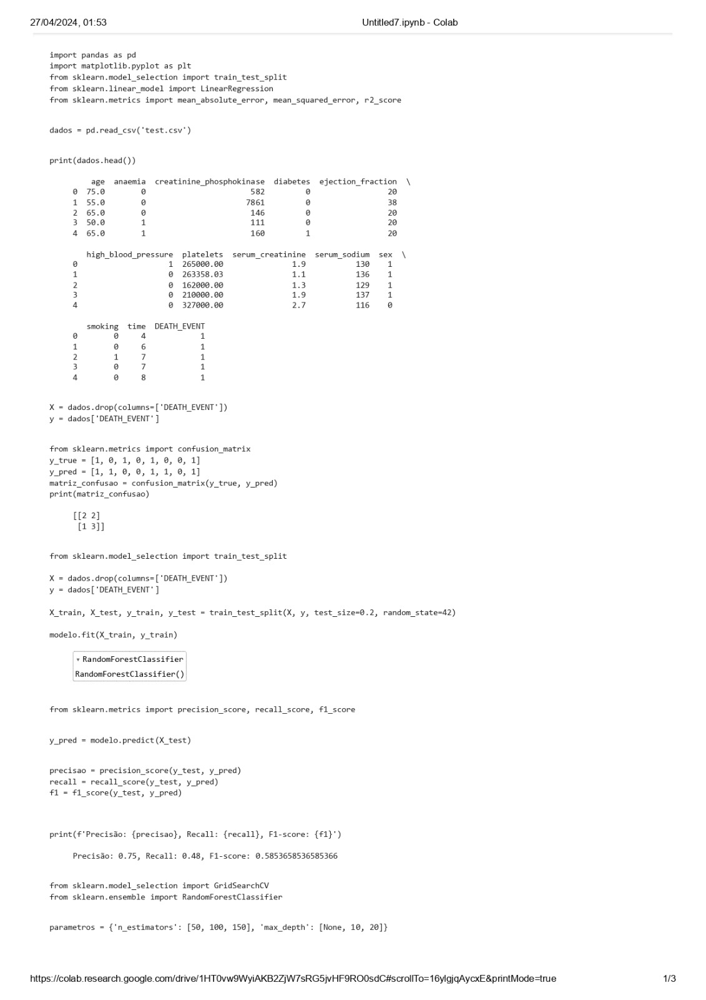 27/04/2024, 01:53 Untitled7.ipynb - Colab
import pandas as pd
import matplotlib.pyplot as plt
from sklearn.model_selection import train_test_split
from sklearn.linear_model import LinearRegression
from sklearn.metrics import mean_absolute_error, mean_squared_error, r2_score
dados = pd.read_csv('test.csv')
print(dados.head())
age anaemia creatinine_phosphokinase diabetes ejection_fraction \
0 75.0 0 582 0 20
1 55.0 0 7861 0 38
2 65.0 0 146 0 20
3 50.0 1 111 0 20
4 65.0 1 160 1 20
high_blood_pressure platelets serum_creatinine serum_sodium sex \
0 1 265000.00 1.9 130 1
1 0 263358.03 1.1 136 1
2 0 162000.00 1.3 129 1
3 0 210000.00 1.9 137 1
4 0 327000.00 2.7 116 0
smoking time DEATH_EVENT
0 0 4 1
1 0 6 1
2 1 7 1
3 0 7 1
4 0 8 1
X = dados.drop(columns=['DEATH_EVENT'])
y = dados['DEATH_EVENT']
from sklearn.metrics import confusion_matrix
y_true = [1, 0, 1, 0, 1, 0, 0, 1]
y_pred = [1, 1, 0, 0, 1, 1, 0, 1]
matriz_confusao = confusion_matrix(y_true, y_pred)
print(matriz_confusao)
[[2 2]
[1 3]]
from sklearn.model_selection import train_test_split
X = dados.drop(columns=['DEATH_EVENT'])
y = dados['DEATH_EVENT']
X_train, X_test, y_train, y_test = train_test_split(X, y, test_size=0.2, random_state=42)
modelo.fit(X_train, y_train)
▾ RandomForestClassifier
RandomForestClassifier()
from sklearn.metrics import precision_score, recall_score, f1_score
y_pred = modelo.predict(X_test)
precisao = precision_score(y_test, y_pred)
recall = recall_score(y_test, y_pred)
f1 = f1_score(y_test, y_pred)
print(f'Precisão: {precisao}, Recall: {recall}, F1-score: {f1}')
Precisão: 0.75, Recall: 0.48, F1-score: 0.5853658536585366
from sklearn.model_selection import GridSearchCV
from sklearn.ensemble import RandomForestClassifier
parametros = {'n_estimators': [50, 100, 150], 'max_depth': [None, 10, 20]}
https://colab.research.google.com/drive/1HT0vw9WyiAKB2ZjW7sRG5jvHF9RO0sdC#scrollTo=16ylgjqAycxE&printMode=true 1/3